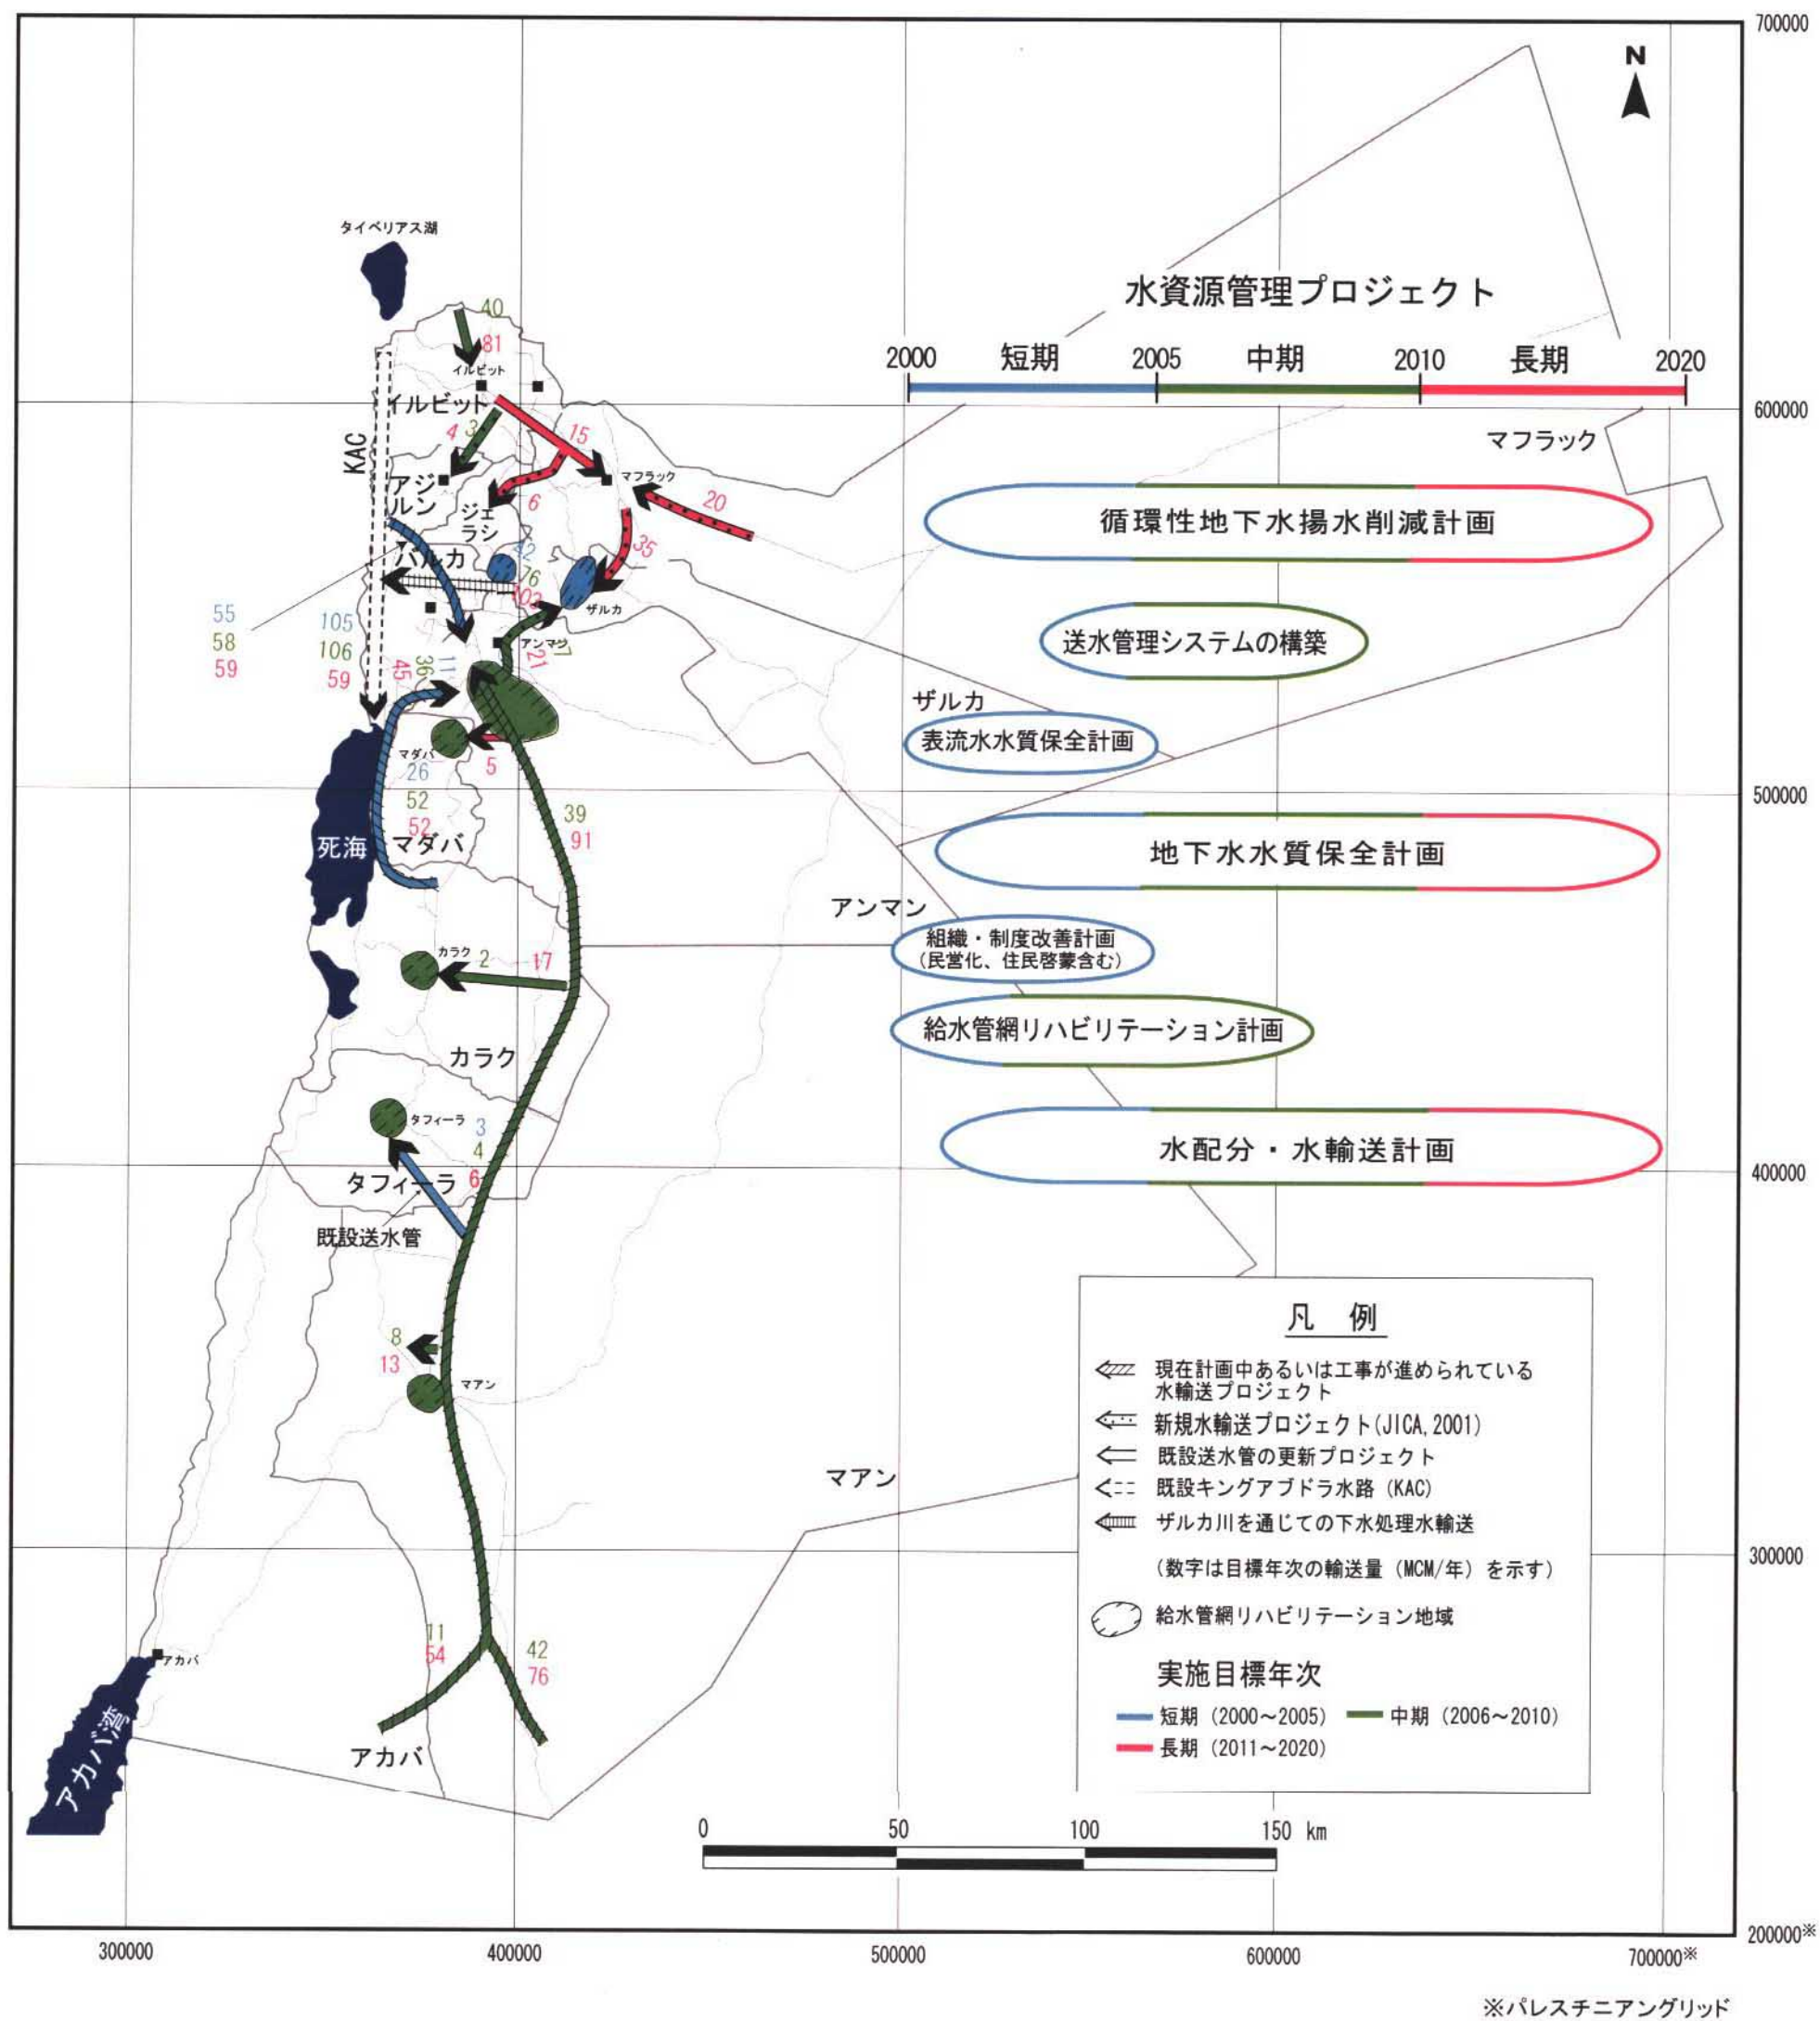 700000
N
タイベリアス湖
水資源管理プロジェクト
40
81
2000 短期 2005 中期 2010 長期 2020
イルビット
イルビット
600000
マフラック
KAC
4
3
15
マフラック
アジ
ルン
ジェ
ラシ
6
20
35
循環性地下水揚水削減計画
バルカ
42
76
103
ザルカ
55
58
59
105
106
59
45
36
11
アンマン
21
送水管理システムの構築
ザルカ
表流水水質保全計画
マダバ
26
52
52
5
500000
39
91
死海
マダバ
地下水水質保全計画
アンマン
組織・制度改善計画
(民営化、住民啓蒙含む)
カラク
2
17
給水管網リハビリテーション計画
カラク
タフィーラ
3
4
6
水配分・水輸送計画
400000
タフィーラ
既設送水管
8
13
マアン
マアン
凡 例
現在計画中あるいは工事が進められている
水輸送プロジェクト
新規水輸送プロジェクト(JICA, 2001)
既設送水管の更新プロジェクト
既設キングアブドラ水路 (KAC)
ザルカ川を通じての下水処理水輸送
(数字は目標年次の輸送量 (MCM/年) を示す)
給水管網リハビリテーション地域
実施目標年次
短期 (2000～2005) 中期 (2006～2010)
長期 (2011～2020)
300000
11
54
42
76
アカバ
アカバ湾
アカバ
0 50 100 150 km
200000※
300000 400000 500000 600000 700000※
※パレスチニアングリッド